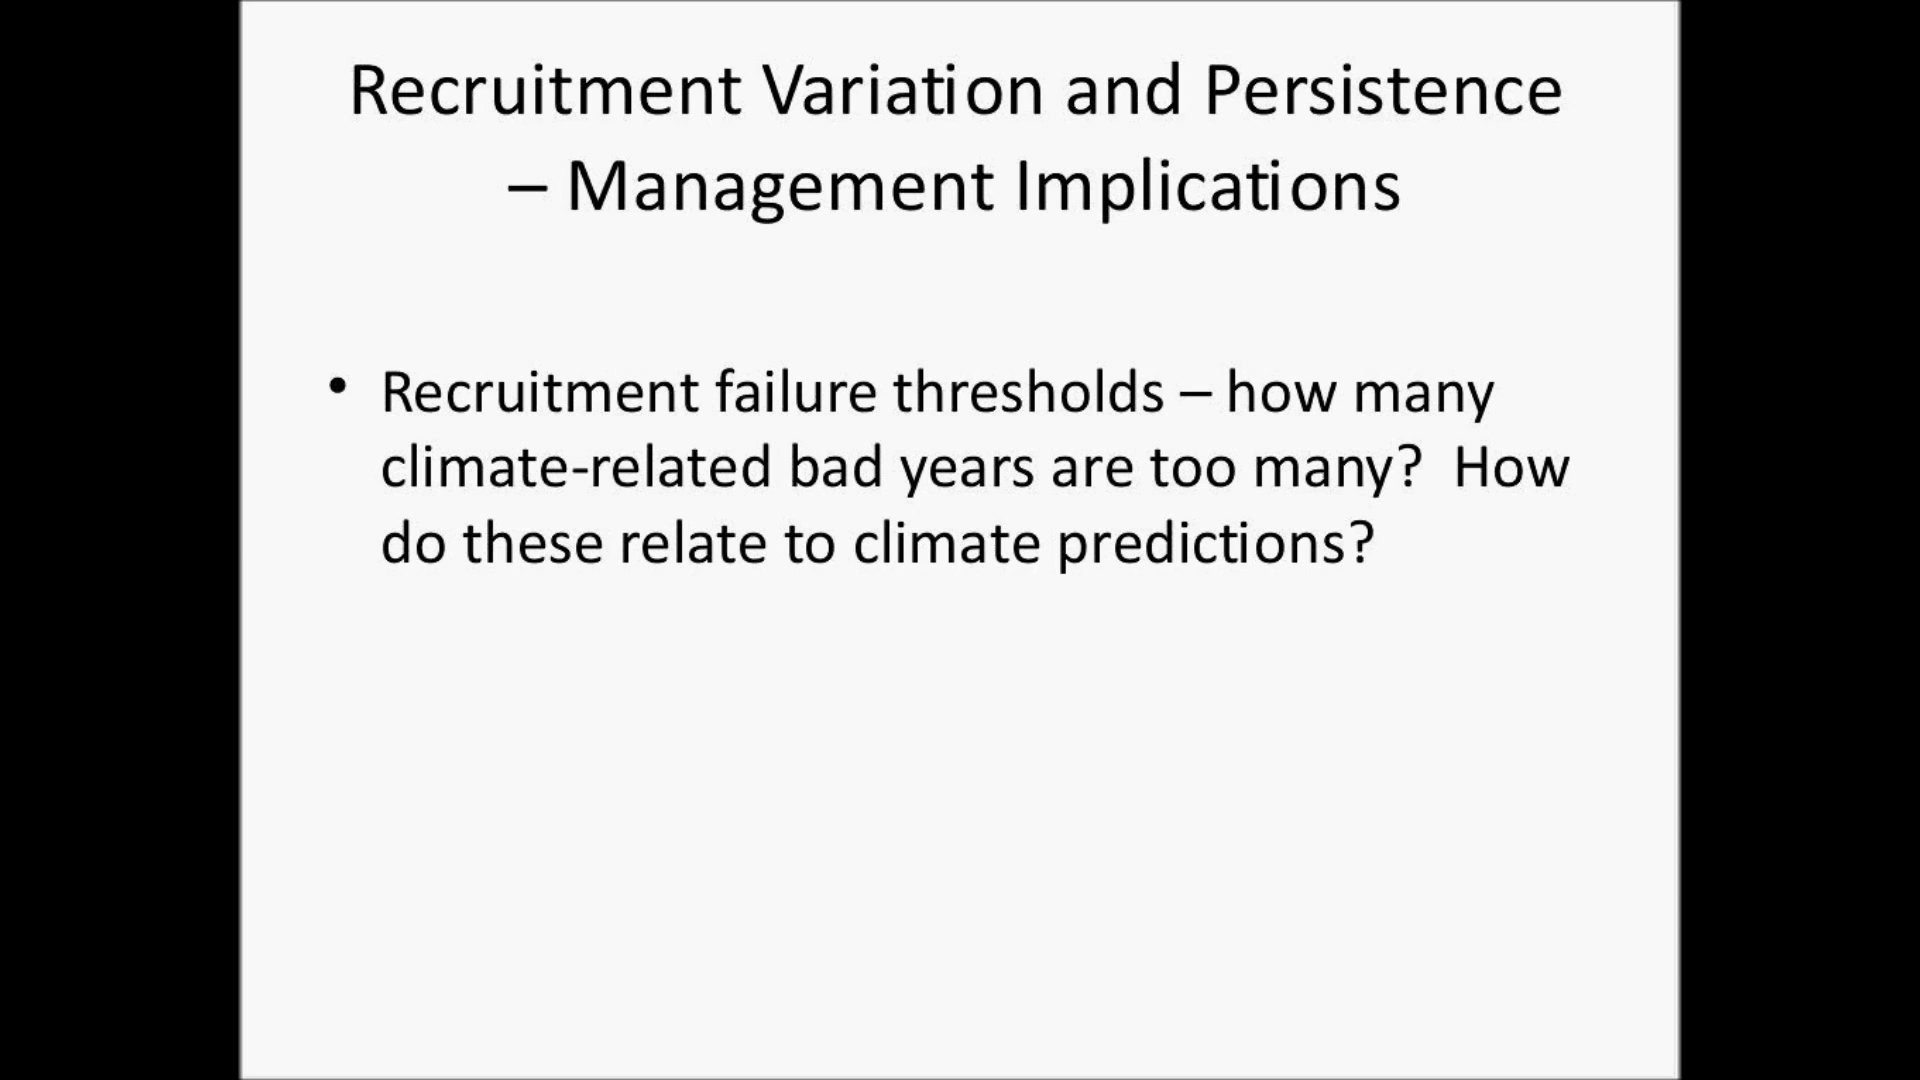 Recruitment Variation and Persistence
– Management Implications
• Recruitment failure thresholds – how many
climate-related bad years are too many?  How
do these relate to climate predictions?